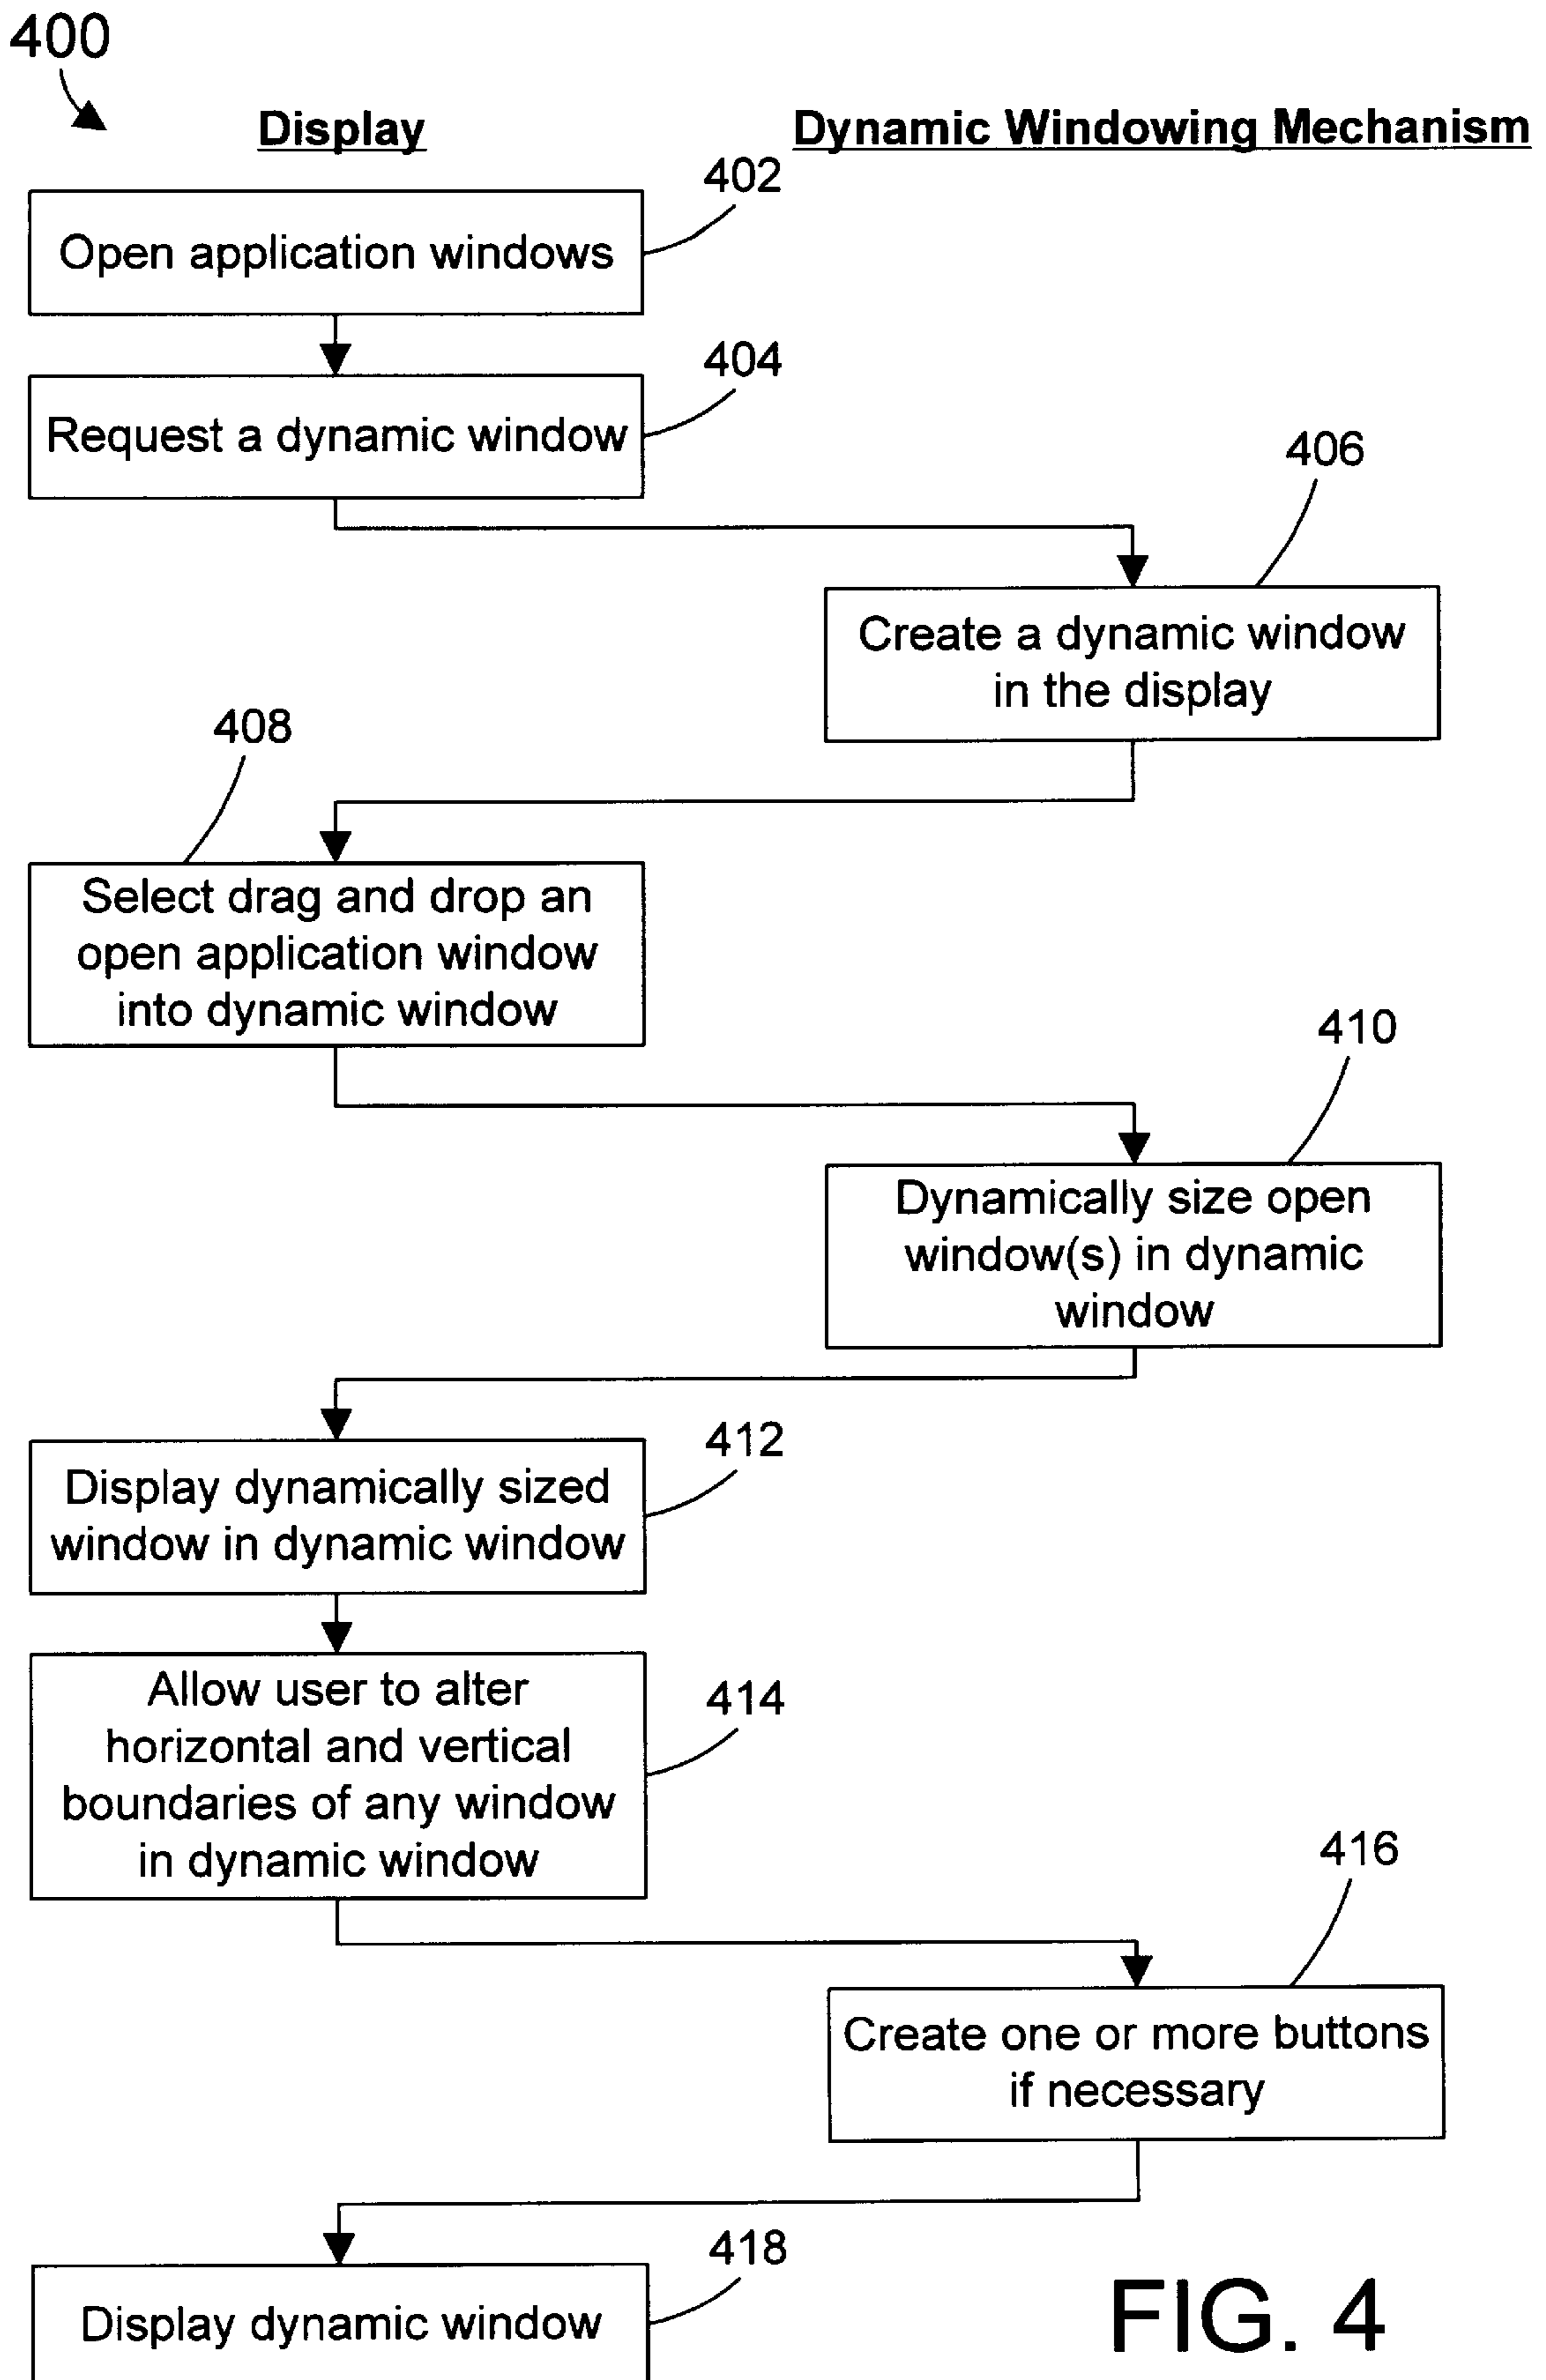 400
Display
Dynamic Windowing Mechanism
402
Open application windows
404
Request a dynamic window
406
Create a dynamic window
in the display
408
Select drag and drop an
open application window
into dynamic window
410
Dynamically size open
window(s) in dynamic
window
412
Display dynamically sized
window in dynamic window
414
Allow user to alter
horizontal and vertical
boundaries of any window
in dynamic window
416
Create one or more buttons
if necessary
418
Display dynamic window
FIG. 4